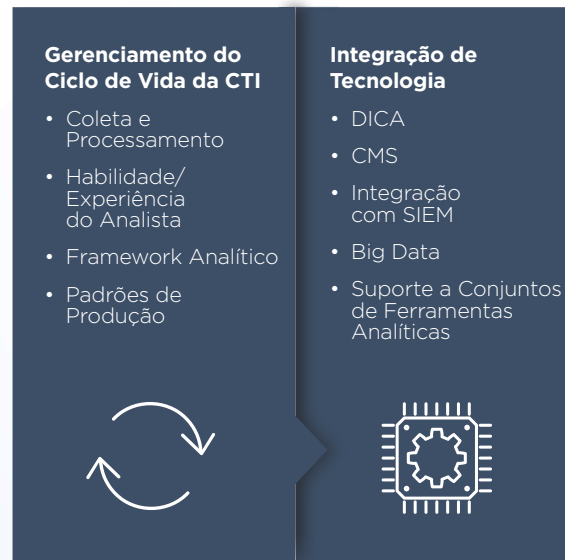 Gerenciamento do
Ciclo de Vida da CTI
• Coleta e
Processamento
• Habilidade/
Experiência
do Analista
• Framework Analítico
• Padrões de
Produção
Integração de
Tecnologia
• DICA
• CMS
• Integração
com SIEM
• Big Data
• Suporte a Conjuntos
de Ferramentas
Analíticas